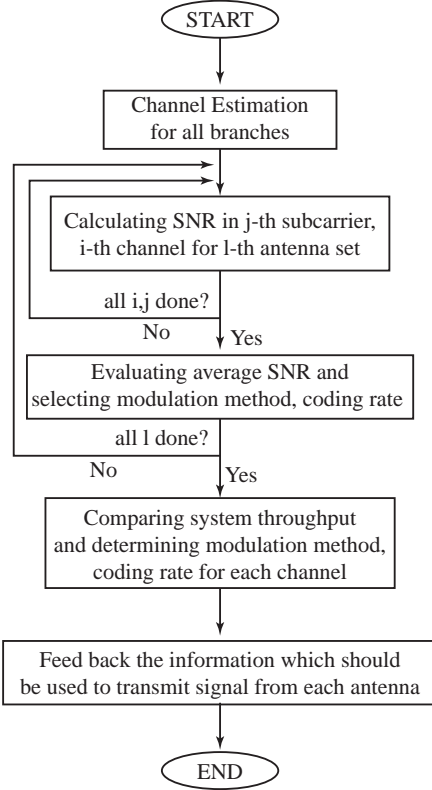 START
Channel Estimation
for all branches
Calculating SNR in j-th subcarrier,
i-th channel for l-th antenna set
all i,j done?
No
Yes
Evaluating average SNR and
selecting modulation method, coding rate
all l done?
No
Yes
Comparing system throughput
and determining modulation method,
coding rate for each channel
Feed back the information which should
be used to transmit signal from each antenna
END